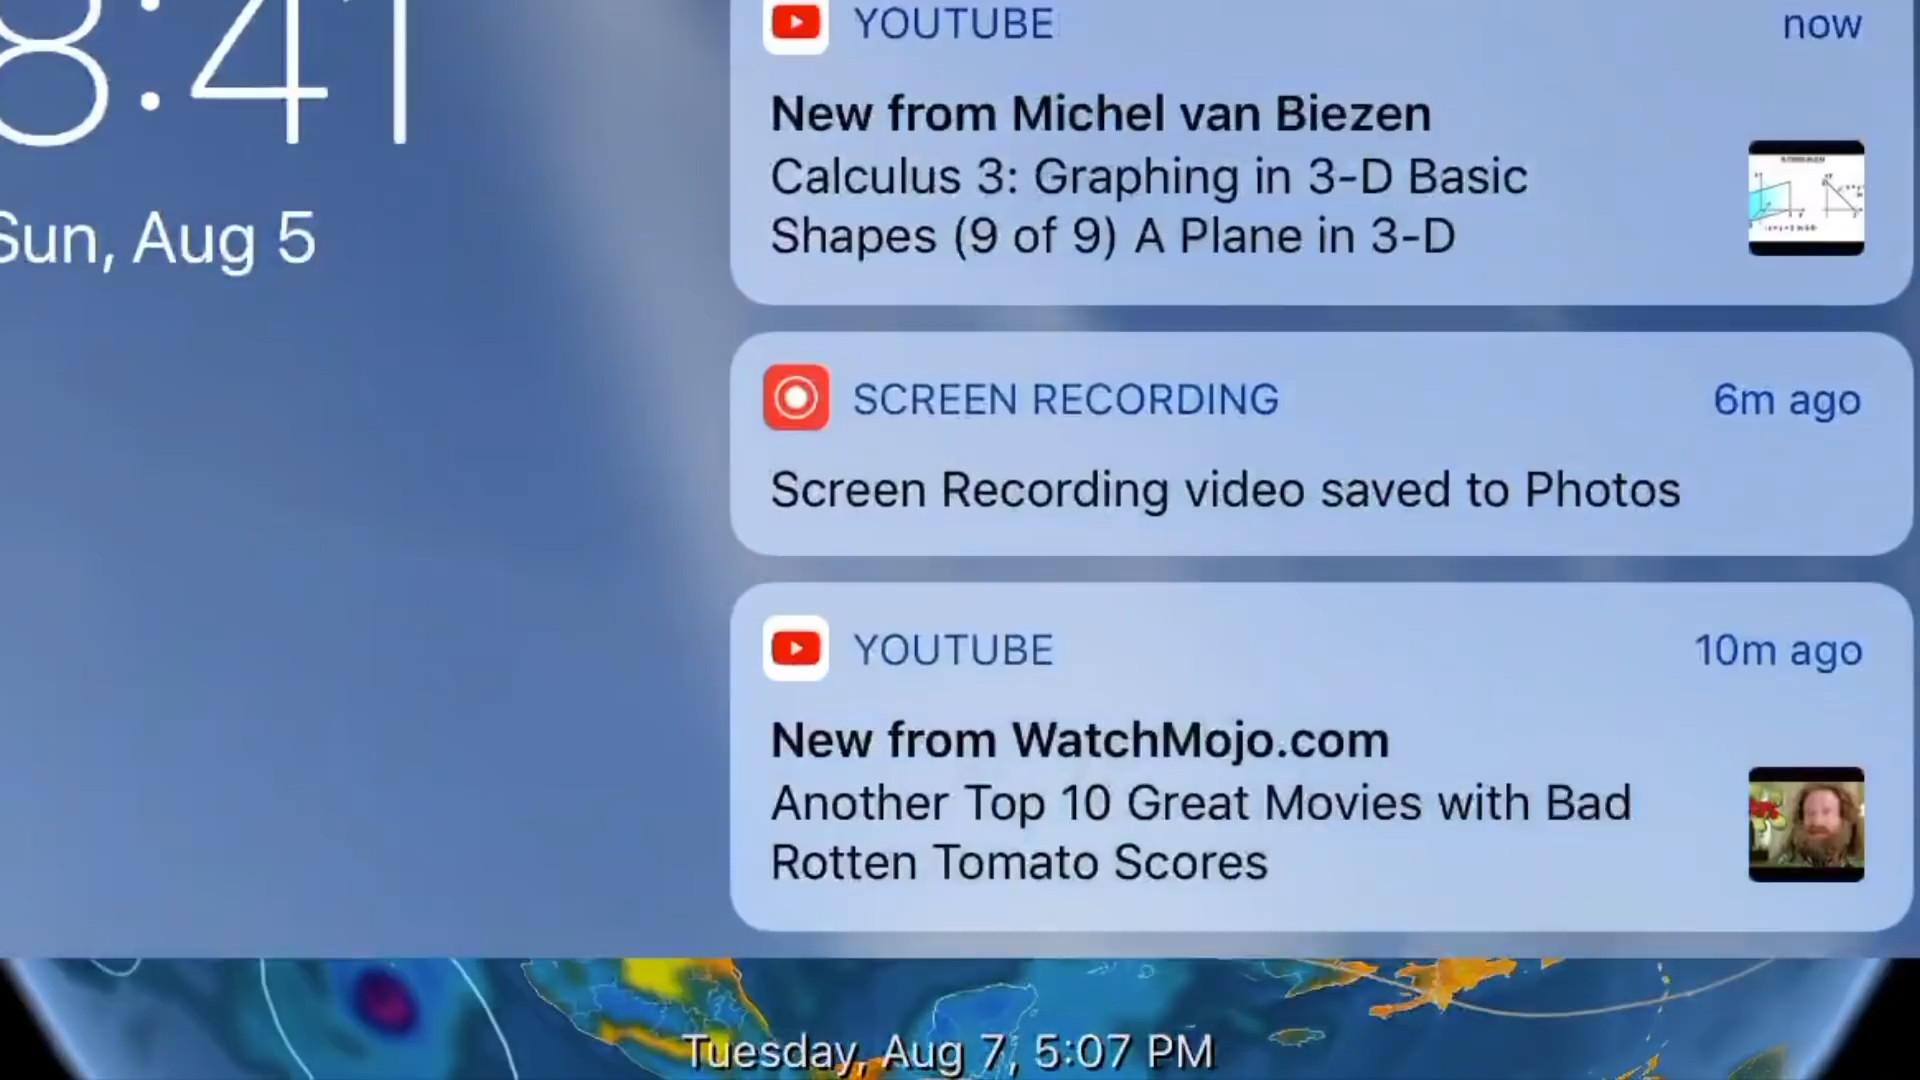 8:41
Sun, Aug 5
YOUTUBE
now
New from Michel van Biezen
Calculus 3: Graphing in 3-D Basic
Shapes (9 of 9) A Plane in 3-D
SCREEN RECORDING
6m ago
Screen Recording video saved to Photos
YOUTUBE
10m ago
New from WatchMojo.com
Another Top 10 Great Movies with Bad
Rotten Tomato Scores
Tuesday, Aug 7, 5:07 PM